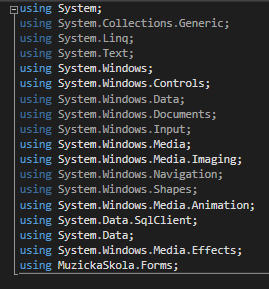 using System;
using System.Collections.Generic;
using System.Linq;
using System.Text;
using System.Windows;
using System.Windows.Controls;
using System.Windows.Data;
using System.Windows.Documents;
using System.Windows.Input;
using System.Windows.Media;
using System.Windows.Media.Imaging;
using System.Windows.Navigation;
using System.Windows.Shapes;
using System.Windows.Media.Animation;
using System.Data.SqlClient;
using System.Data;
using System.Windows.Media.Effects;
using MuzickaSkola.Forms;